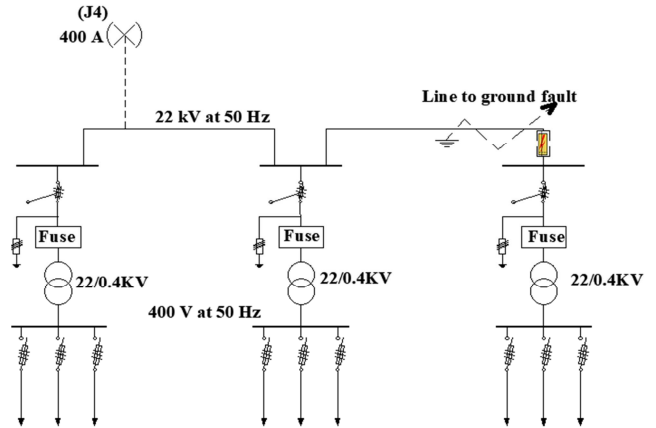 (J4)
400 A
Line to ground fault
22 kV at 50 Hz
Fuse
Fuse
Fuse
22/0.4KV
22/0.4KV
22/0.4KV
400 V at 50 Hz